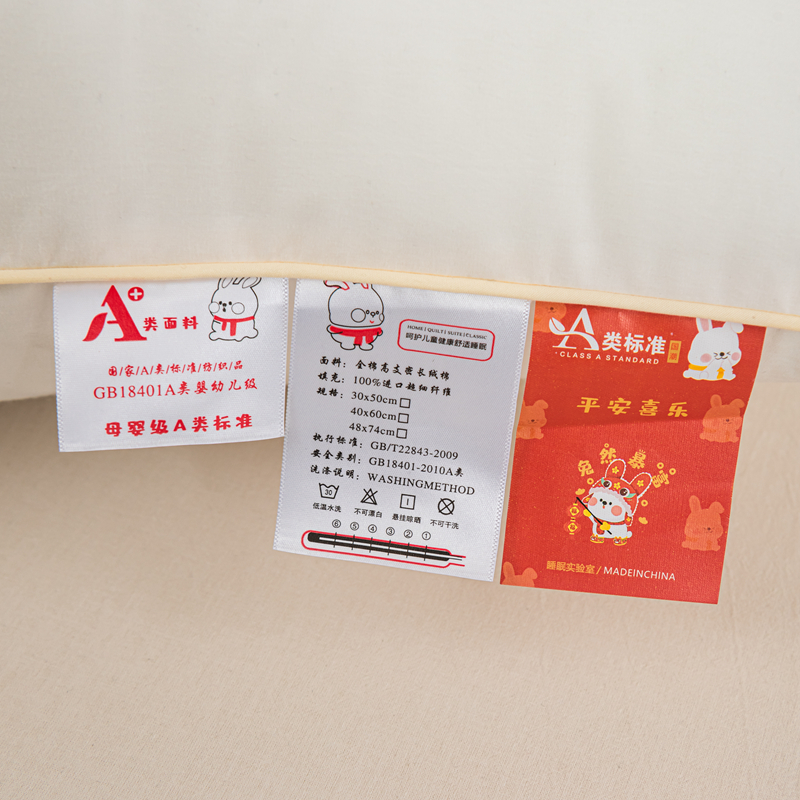 A+类面料
国/家/A/类/标/准/纺/织/品
GB18401A类婴幼儿级
母婴级A类标准
HOME | QUILT | SUITE | CLASSIC
呵护儿童健康舒适睡眠
面料：全棉高支密长绒棉
填充：100%进口超细纤维
规格：30x50cm
40x60cm
48x74cm
执行标准：GB/T22843-2009
安全类别：GB18401-2010A类
洗涤说明：WASHINGMETHOD
30
低温水洗 不可漂白 悬挂晾晒 不可干洗
⑥ ⑤ ④ ③ ② ①
A类标准
CLASS A STANDARD
平安喜乐
兔然暴富
睡眠实验室/MADEINCHINA